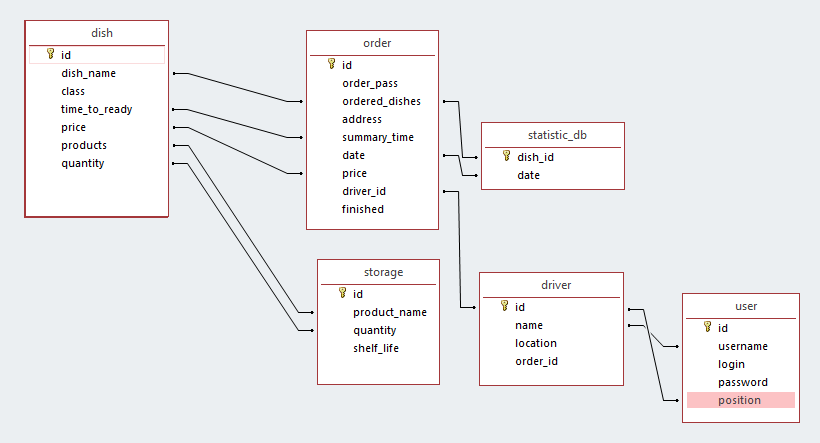 dish
id
dish_name
class
time_to_ready
price
products
quantity
order
id
order_pass
ordered_dishes
address
summary_time
date
price
driver_id
finished
statistic_db
dish_id
date
storage
id
product_name
quantity
shelf_life
driver
id
name
location
order_id
user
id
username
login
password
position